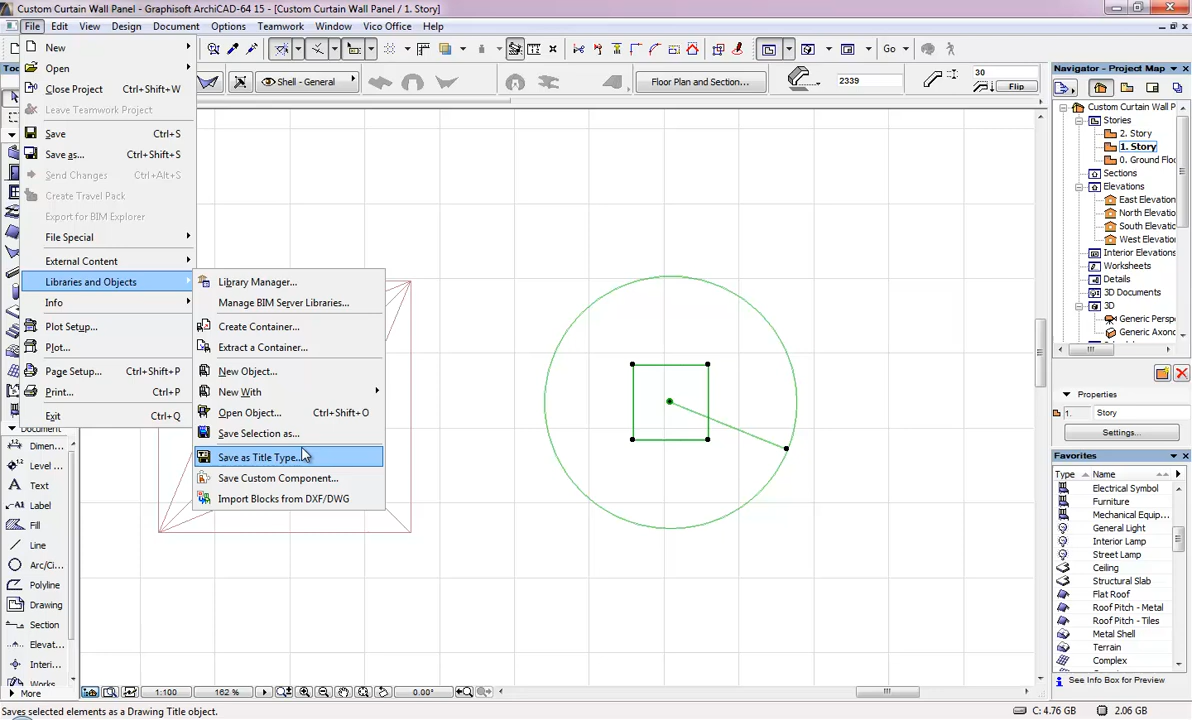 Custom Curtain Wall Panel - Graphisoft ArchiCAD-64 15 - [Custom Curtain Wall Panel / 1. Story]
File Edit View Design Document Options Teamwork Window Vico Office Help
Go
Shell - General
Floor Plan and Section...
2339
30
Flip
New
Open
Close Project Ctrl+Shift+W
Leave Teamwork Project
Save Ctrl+S
Save as... Ctrl+Shift+S
Send Changes Ctrl+Alt+S
Create Travel Pack
Export for BIM Explorer
File Special
External Content
Libraries and Objects
Info
Plot Setup...
Plot...
Page Setup... Ctrl+Shift+P
Print... Ctrl+P
Exit Ctrl+Q
Library Manager...
Manage BIM Server Libraries...
Create Container...
Extract a Container...
New Object...
New With
Open Object... Ctrl+Shift+O
Save Selection as...
Save as Title Type...
Save Custom Component...
Import Blocks from DXF/DWG
Document
Dimen...
Level ...
Text
Label
Fill
Line
Arc/Ci...
Polyline
Drawing
Section
Elevat...
Interi...
Works...
More
Navigator - Project Map
Custom Curtain Wall P
Stories
2. Story
1. Story
0. Ground Floo
Sections
Elevations
East Elevation
North Elevation
South Elevation
West Elevation
Interior Elevations
Worksheets
Details
3D Documents
3D
Generic Persp
Generic Axono
Properties
1. Story
Settings...
Favorites
Type Name
Electrical Symbol
Furniture
Mechanical Equip...
General Light
Interior Lamp
Street Lamp
Ceiling
Structural Slab
Flat Roof
Roof Pitch - Metal
Roof Pitch - Tiles
Metal Shell
Terrain
Complex
See Info Box for Preview
1:100 162 % 0.00°
Saves selected elements as a Drawing Title object.
C: 4.76 GB 2.06 GB